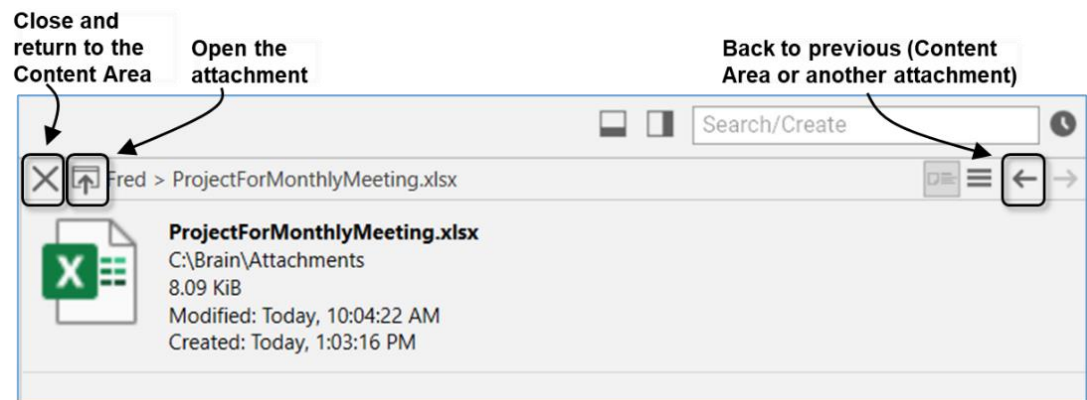 Close and
return to the
Content Area
Open the
attachment
Back to previous (Content
Area or another attachment)
Search/Create
Fred > ProjectForMonthlyMeeting.xlsx
ProjectForMonthlyMeeting.xlsx
C:\Brain\Attachments
8.09 KiB
Modified: Today, 10:04:22 AM
Created: Today, 1:03:16 PM